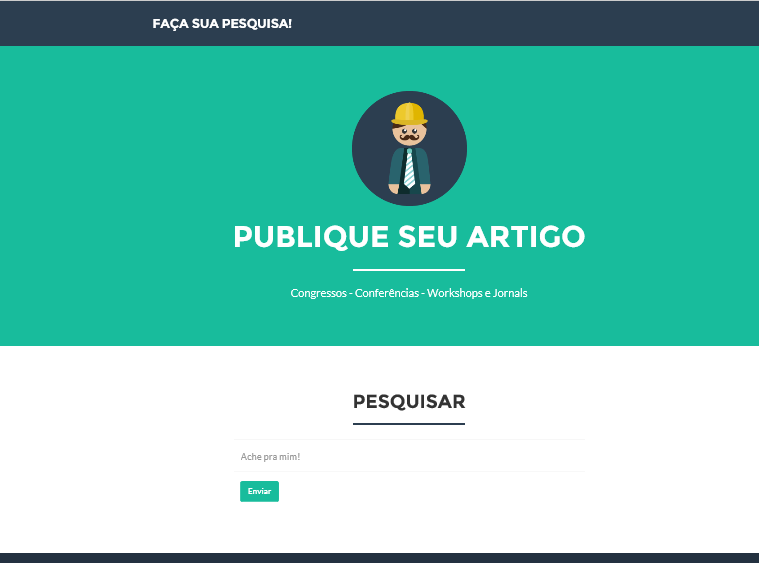 FAÇA SUA PESQUISA!
PUBLIQUE SEU ARTIGO
Congressos - Conferências - Workshops e Jornals
PESQUISAR
Ache pra mim!
Enviar